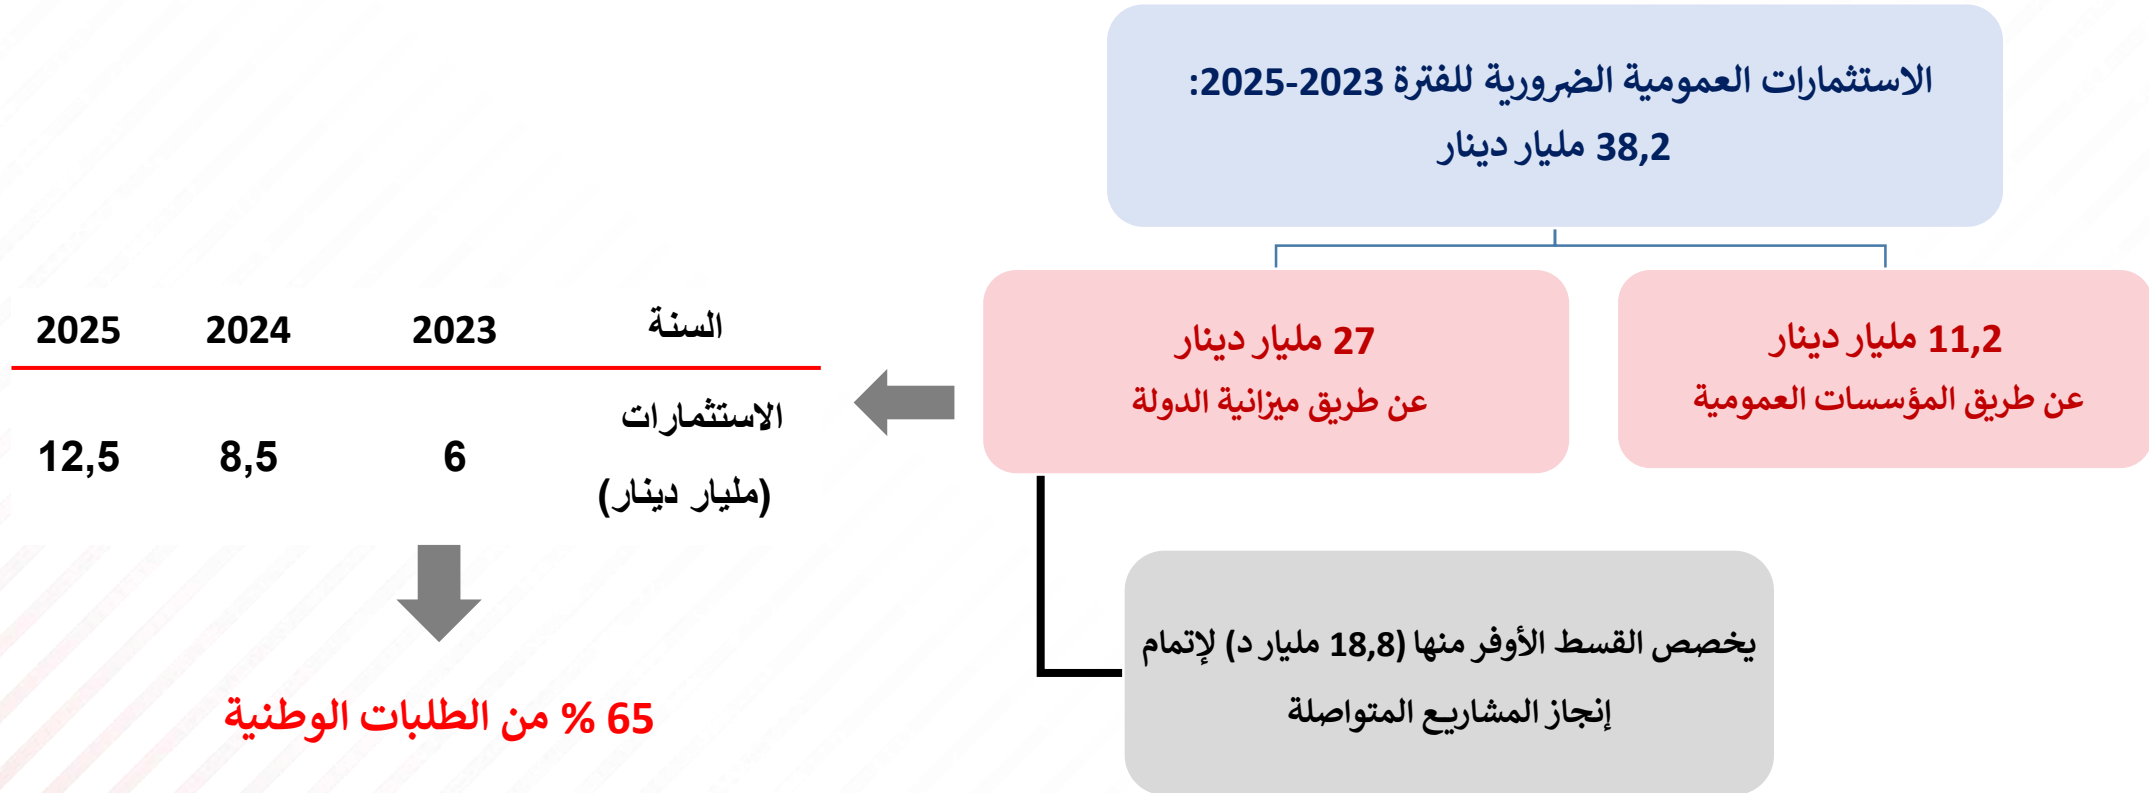 الاستثمارات العمومية الضرورية للفترة 2023-2025:
38,2 مليار دينار
11,2 مليار دينار
عن طريق المؤسسات العمومية
27 مليار دينار
عن طريق ميزانية الدولة
السنة 2023 2024 2025
الاستثمارات
(مليار دينار)
6 8,5 12,5
يخصص القسط الأوفر منها (18,8 مليار د) لإتمام
إنجاز المشاريع المتواصلة
65 % من الطلبات الوطنية